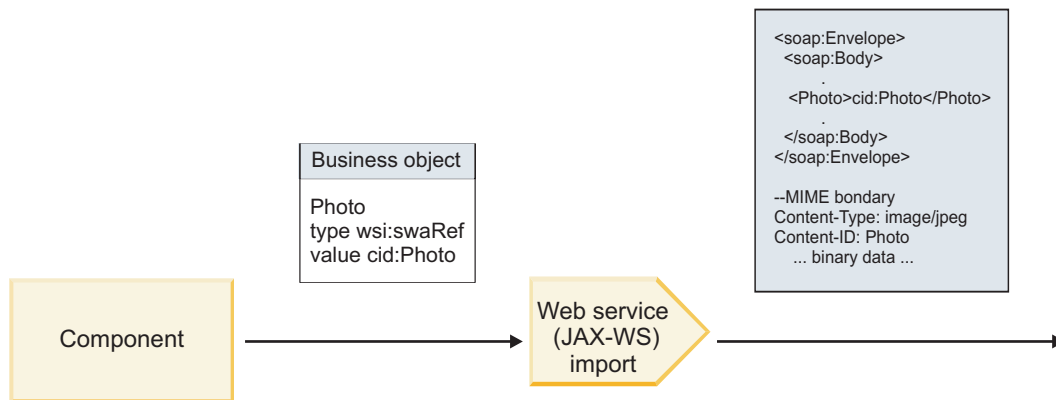 Component
Business object
Photo
type wsi:swaRef
value cid:Photo
Web service
(JAX-WS)
import
<soap:Envelope>
<soap:Body>
.
<Photo>cid:Photo</Photo>
.
</soap:Body>
</soap:Envelope>
--MIME bondary
Content-Type: image/jpeg
Content-ID: Photo
... binary data ...